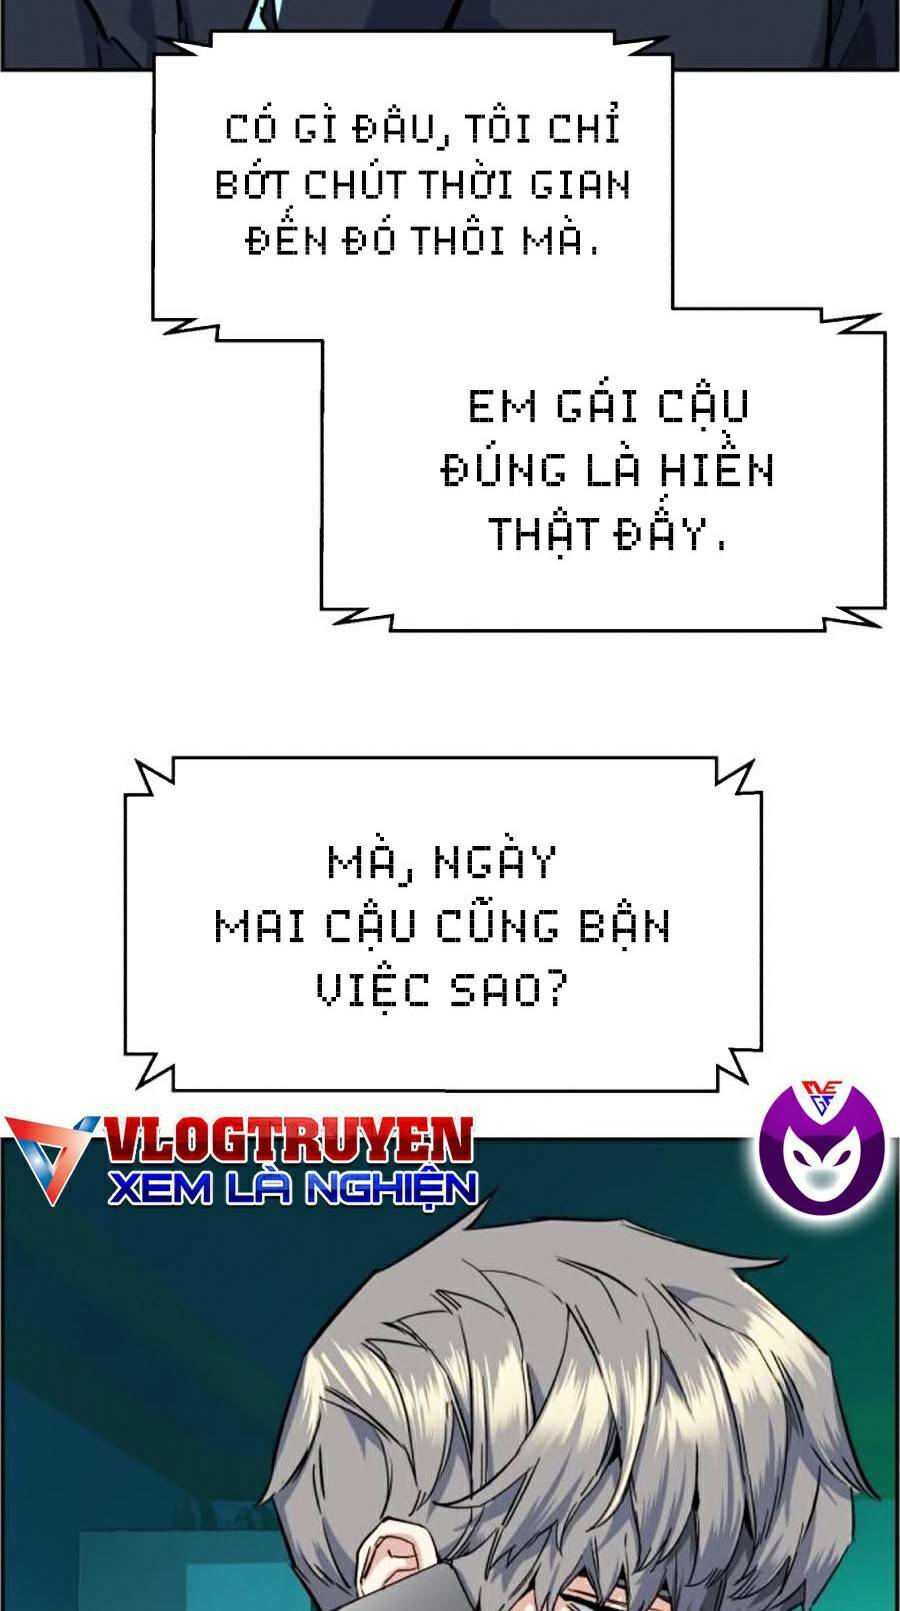 CÓ GÌ ĐÂU, TÔI CHỈ
BỚT CHÚT THỜI GIAN
ĐẾN ĐÓ THÔI MÀ.
EM GÁI CẬU
ĐÚNG LÀ HIỀN
THẬT ĐẤY.
MÀ, NGÀY
MAI CẬU CŨNG BẬN
VIỆC SAO?
VLOGTRUYEN
XEM LÀ NGHIỆN